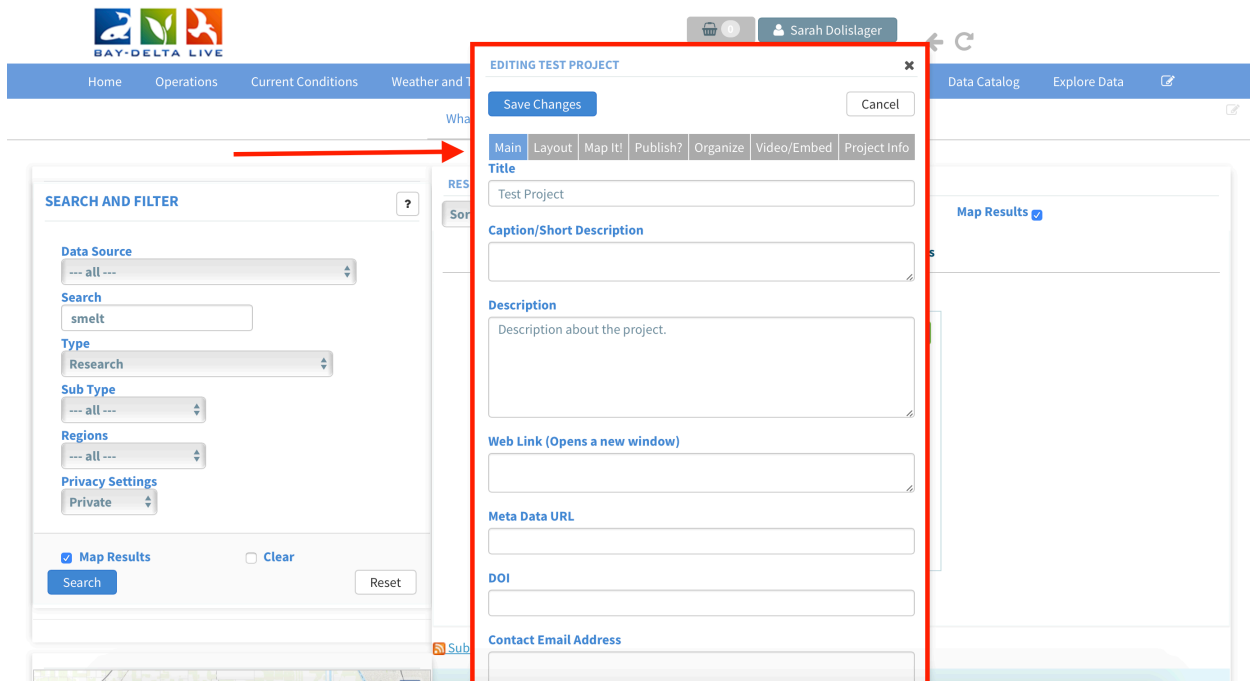 BAY-DELTA LIVE
0
Sarah Dolislager
Home
Operations
Current Conditions
Weather and T
Data Catalog
Explore Data
Wha
EDITING TEST PROJECT
Save Changes
Cancel
Main
Layout
Map It!
Publish?
Organize
Video/Embed
Project Info
Title
Test Project
Caption/Short Description
Description
Description about the project.
Web Link (Opens a new window)
Meta Data URL
DOI
Contact Email Address
SEARCH AND FILTER
?
Data Source
--- all ---
Search
smelt
Type
Research
Sub Type
--- all ---
Regions
--- all ---
Privacy Settings
Private
Map Results
Clear
Search
Reset
RES
Sor
Map Results
s
Sub